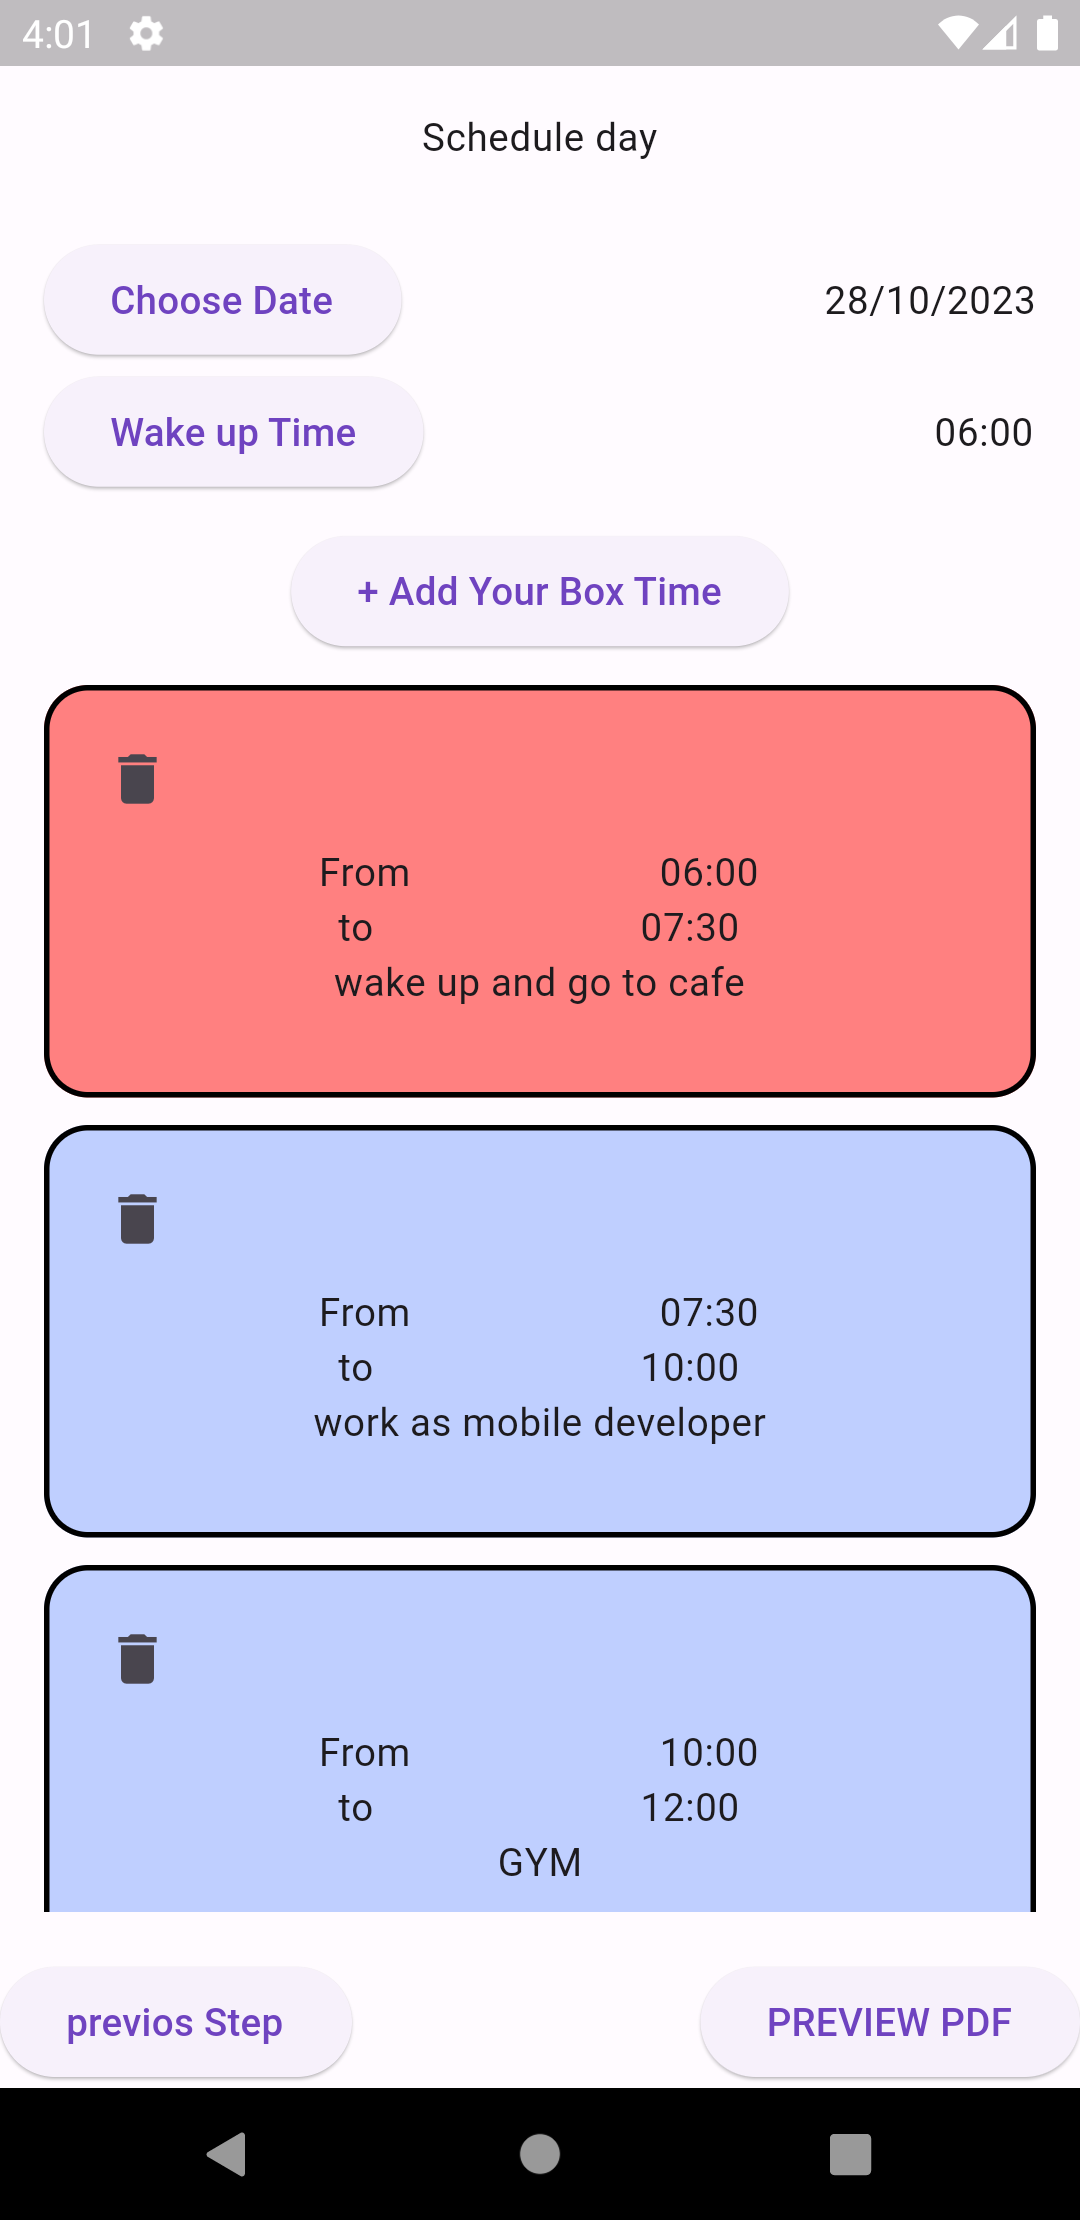 4:01
Schedule day
Choose Date 28/10/2023
Wake up Time 06:00
+ Add Your Box Time
From 06:00
to 07:30
wake up and go to cafe
From 07:30
to 10:00
work as mobile developer
From 10:00
to 12:00
GYM
previos Step PREVIEW PDF